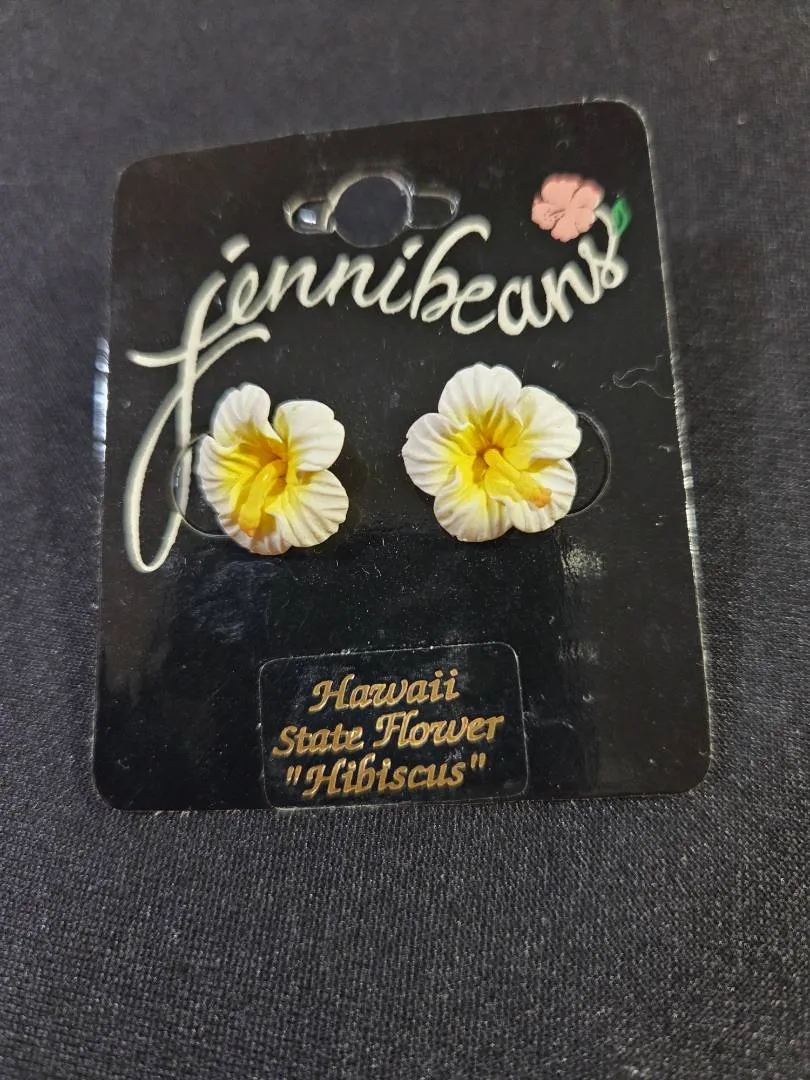 jennibeans
Hawaii
State Flower
"Hibiscus"